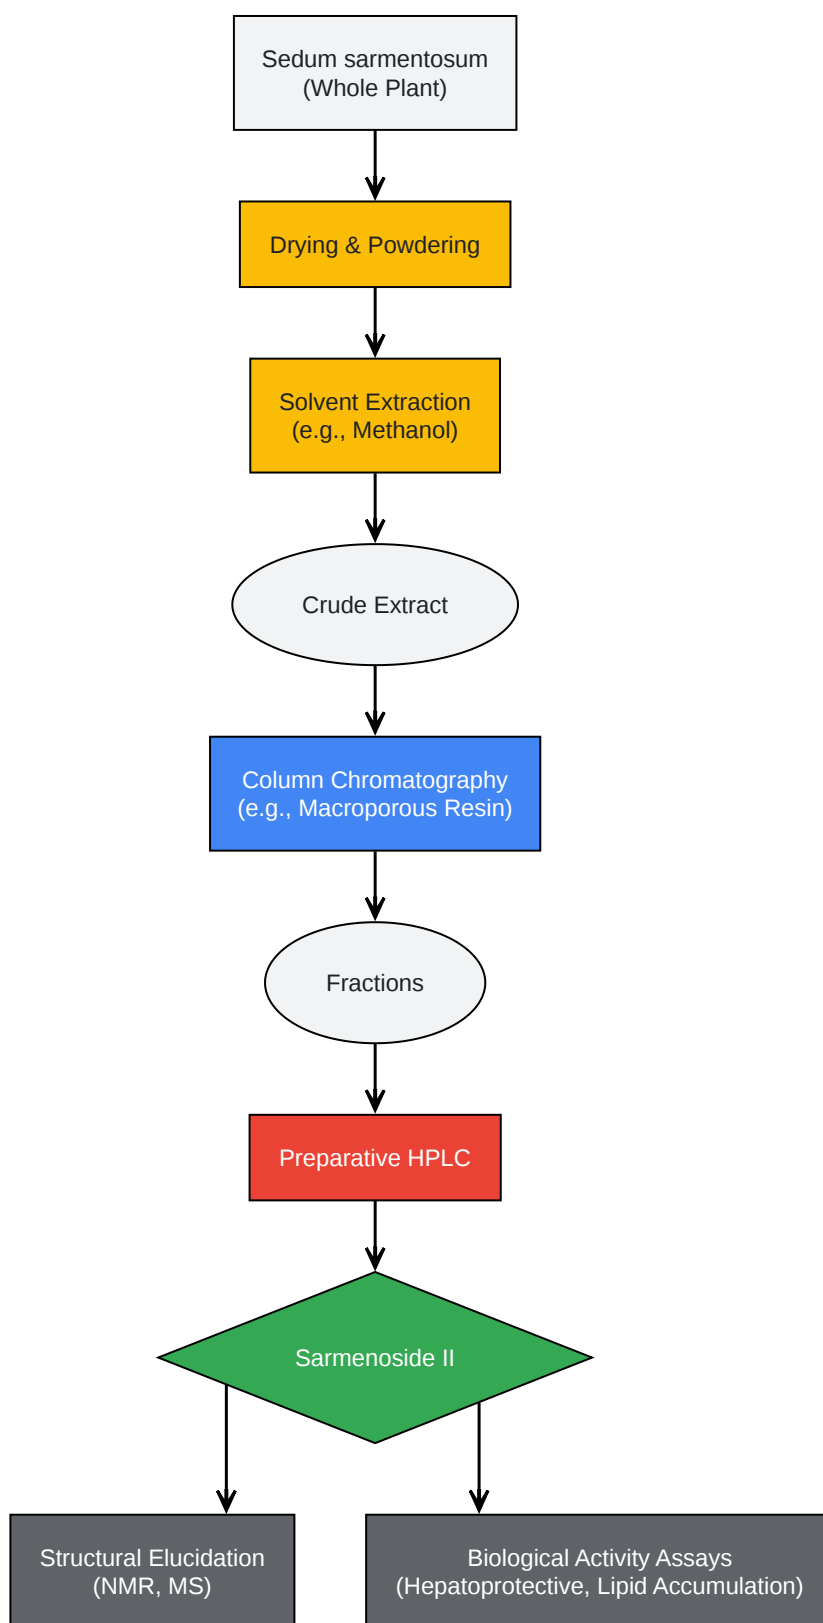 Sedum sarmentosum
(Whole Plant)
Drying & Powdering
Solvent Extraction
(e.g., Methanol)
Crude Extract
Column Chromatography
(e.g., Macroporous Resin)
Fractions
Preparative HPLC
Sarmenoside II
Structural Elucidation
(NMR, MS)
Biological Activity Assays
(Hepatoprotective, Lipid Accumulation)